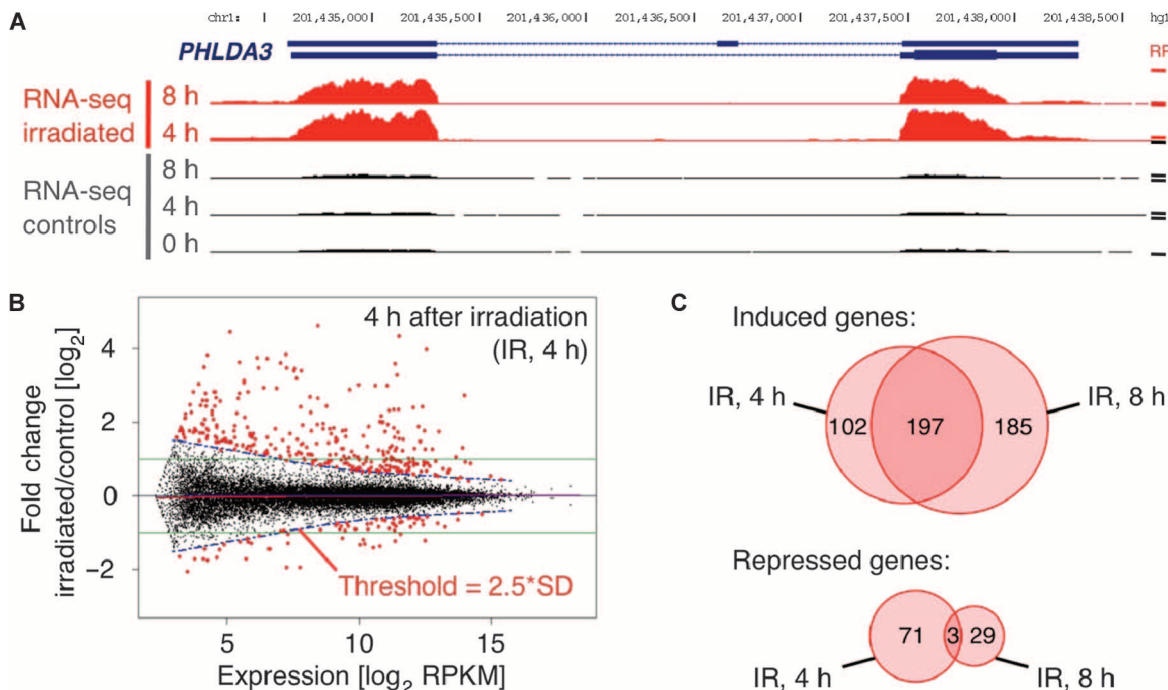 A
chr1: 201,435,000 201,435,500 201,436,000 201,436,500 201,437,000 201,437,500 201,438,000 201,438,500 hg1
PHLDA3
RF
RNA-seq irradiated
8 h
4 h
RNA-seq controls
8 h
4 h
0 h
B
4 h after irradiation
(IR, 4 h)
Fold change
irradiated/control [log2]
4
2
0
−2
Threshold = 2.5*SD
5 10 15
Expression [log2 RPKM]
C
Induced genes:
IR, 4 h
102 197 185
IR, 8 h
Repressed genes:
71 3 29
IR, 4 h
IR, 8 h